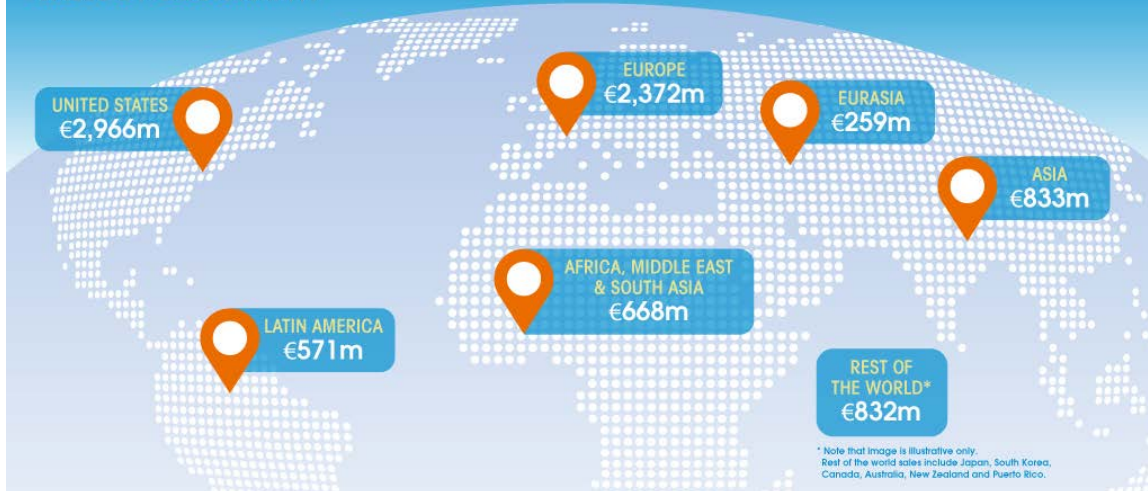 UNITED STATES
€2,966m
EUROPE
€2,372m
EURASIA
€259m
ASIA
€833m
AFRICA, MIDDLE EAST
& SOUTH ASIA
€668m
LATIN AMERICA
€571m
REST OF
THE WORLD*
€832m
* Note that image is illustrative only.
Rest of the world sales include Japan, South Korea,
Canada, Australia, New Zealand and Puerto Rico.